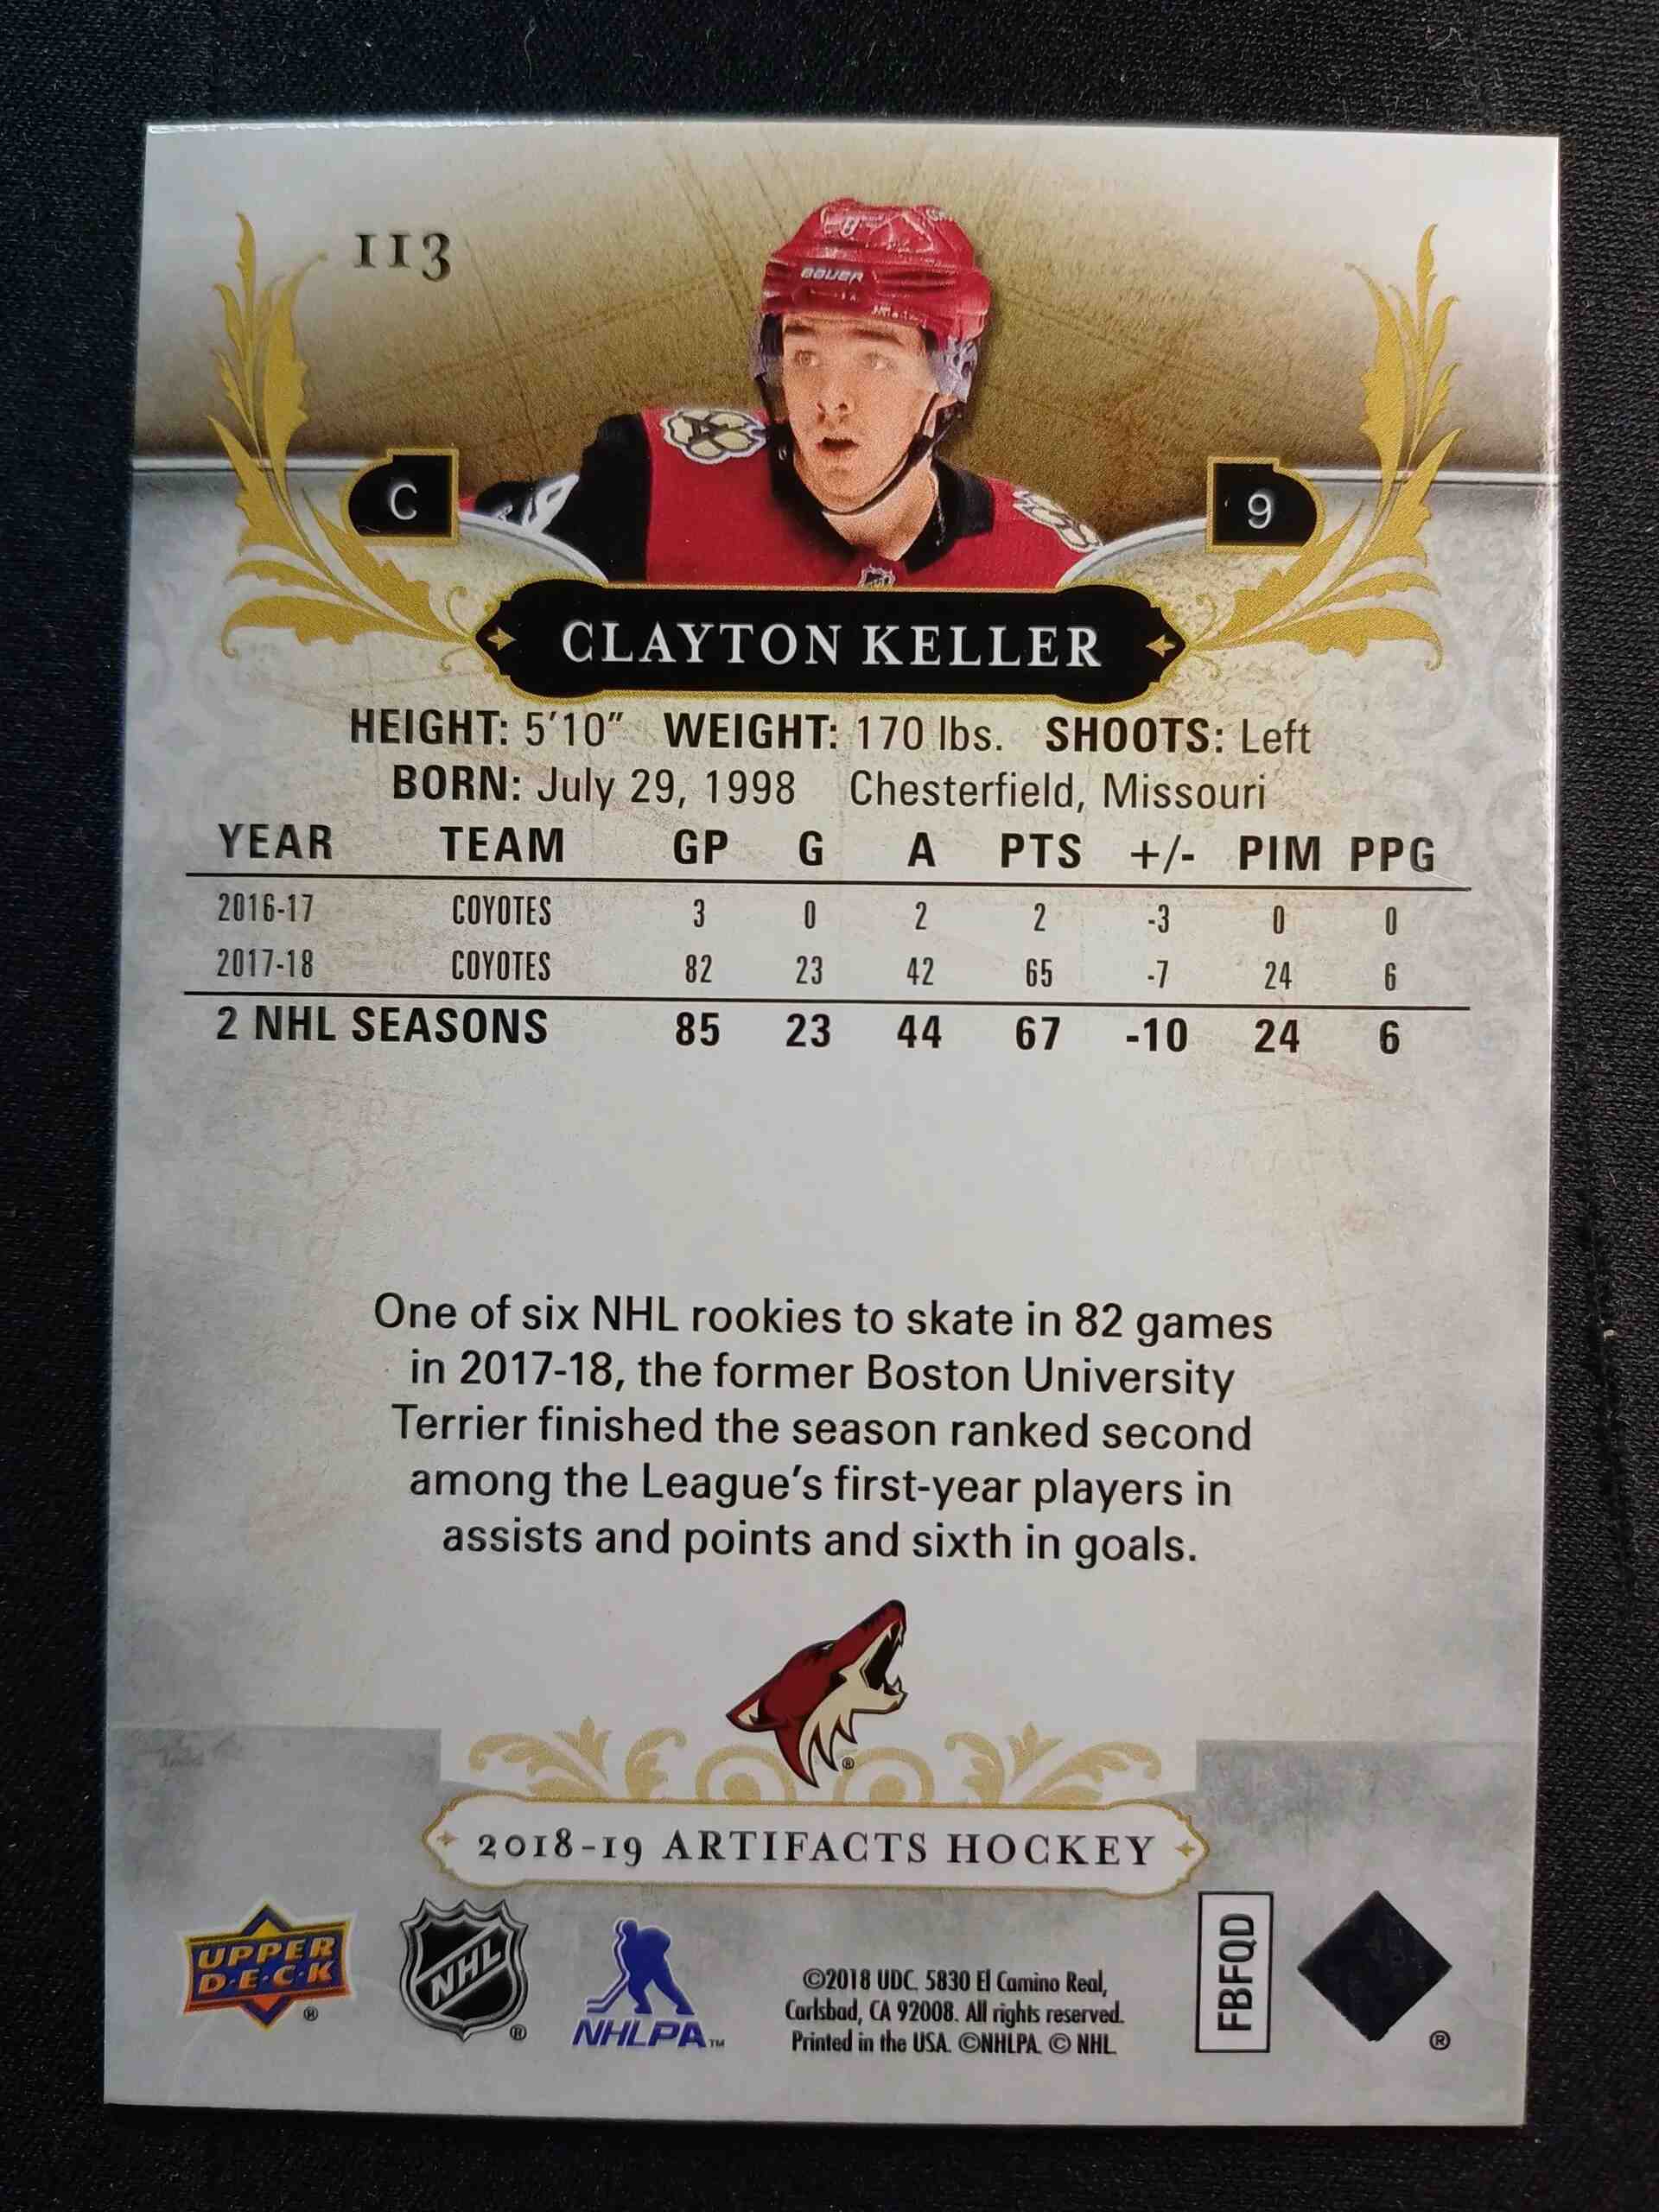 113
BAUER
C
9
CLAYTON KELLER
HEIGHT: 5'10" WEIGHT: 170 lbs. SHOOTS: Left
BORN: July 29, 1998 Chesterfield, Missouri
YEAR TEAM GP G A PTS +/- PIM PPG
2016-17 COYOTES 3 0 2 2 -3 0 0
2017-18 COYOTES 82 23 42 65 -7 24 6
2 NHL SEASONS 85 23 44 67 -10 24 6
One of six NHL rookies to skate in 82 games
in 2017-18, the former Boston University
Terrier finished the season ranked second
among the League's first-year players in
assists and points and sixth in goals.
®
2018-19 ARTIFACTS HOCKEY
UPPER
D·E·C·K
®
NHL
®
NHLPA™
©2018 UDC. 5830 El Camino Real,
Carlsbad, CA 92008. All rights reserved.
Printed in the USA. ©NHLPA. © NHL.
FBFQD
®